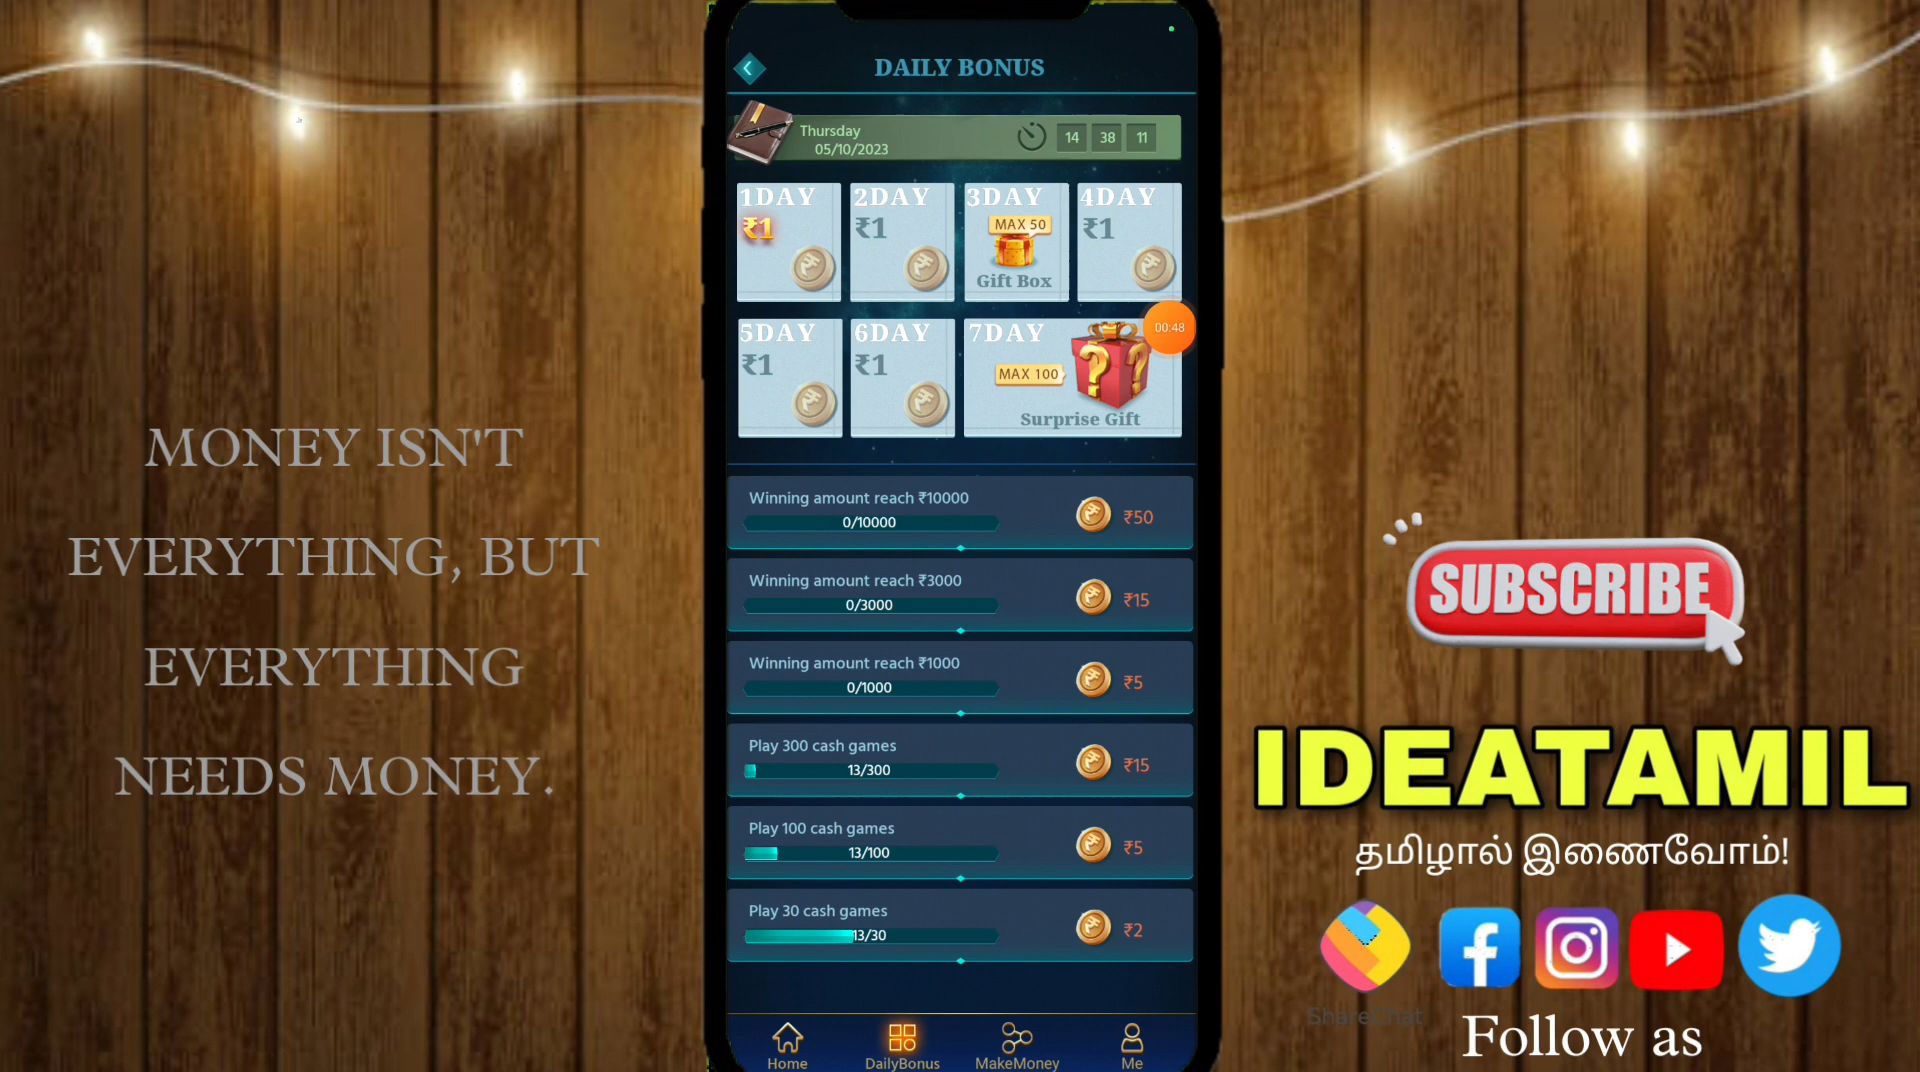 MONEY ISN'T
EVERYTHING, BUT
EVERYTHING
NEEDS MONEY.
DAILY BONUS
Thursday
05/10/2023
14 38 11
1DAY
₹1
2DAY
₹1
3DAY
MAX 50
Gift Box
4DAY
₹1
5DAY
₹1
6DAY
₹1
7DAY
MAX 100
Surprise Gift
00:48
Winning amount reach ₹10000
0/10000
₹50
Winning amount reach ₹3000
0/3000
₹15
Winning amount reach ₹1000
0/1000
₹5
Play 300 cash games
13/300
₹15
Play 100 cash games
13/100
₹5
Play 30 cash games
13/30
₹2
Home
DailyBonus
MakeMoney
Me
SUBSCRIBE
IDEATAMIL
தமிழால் இணைவோம்!
ShareChat
Follow as